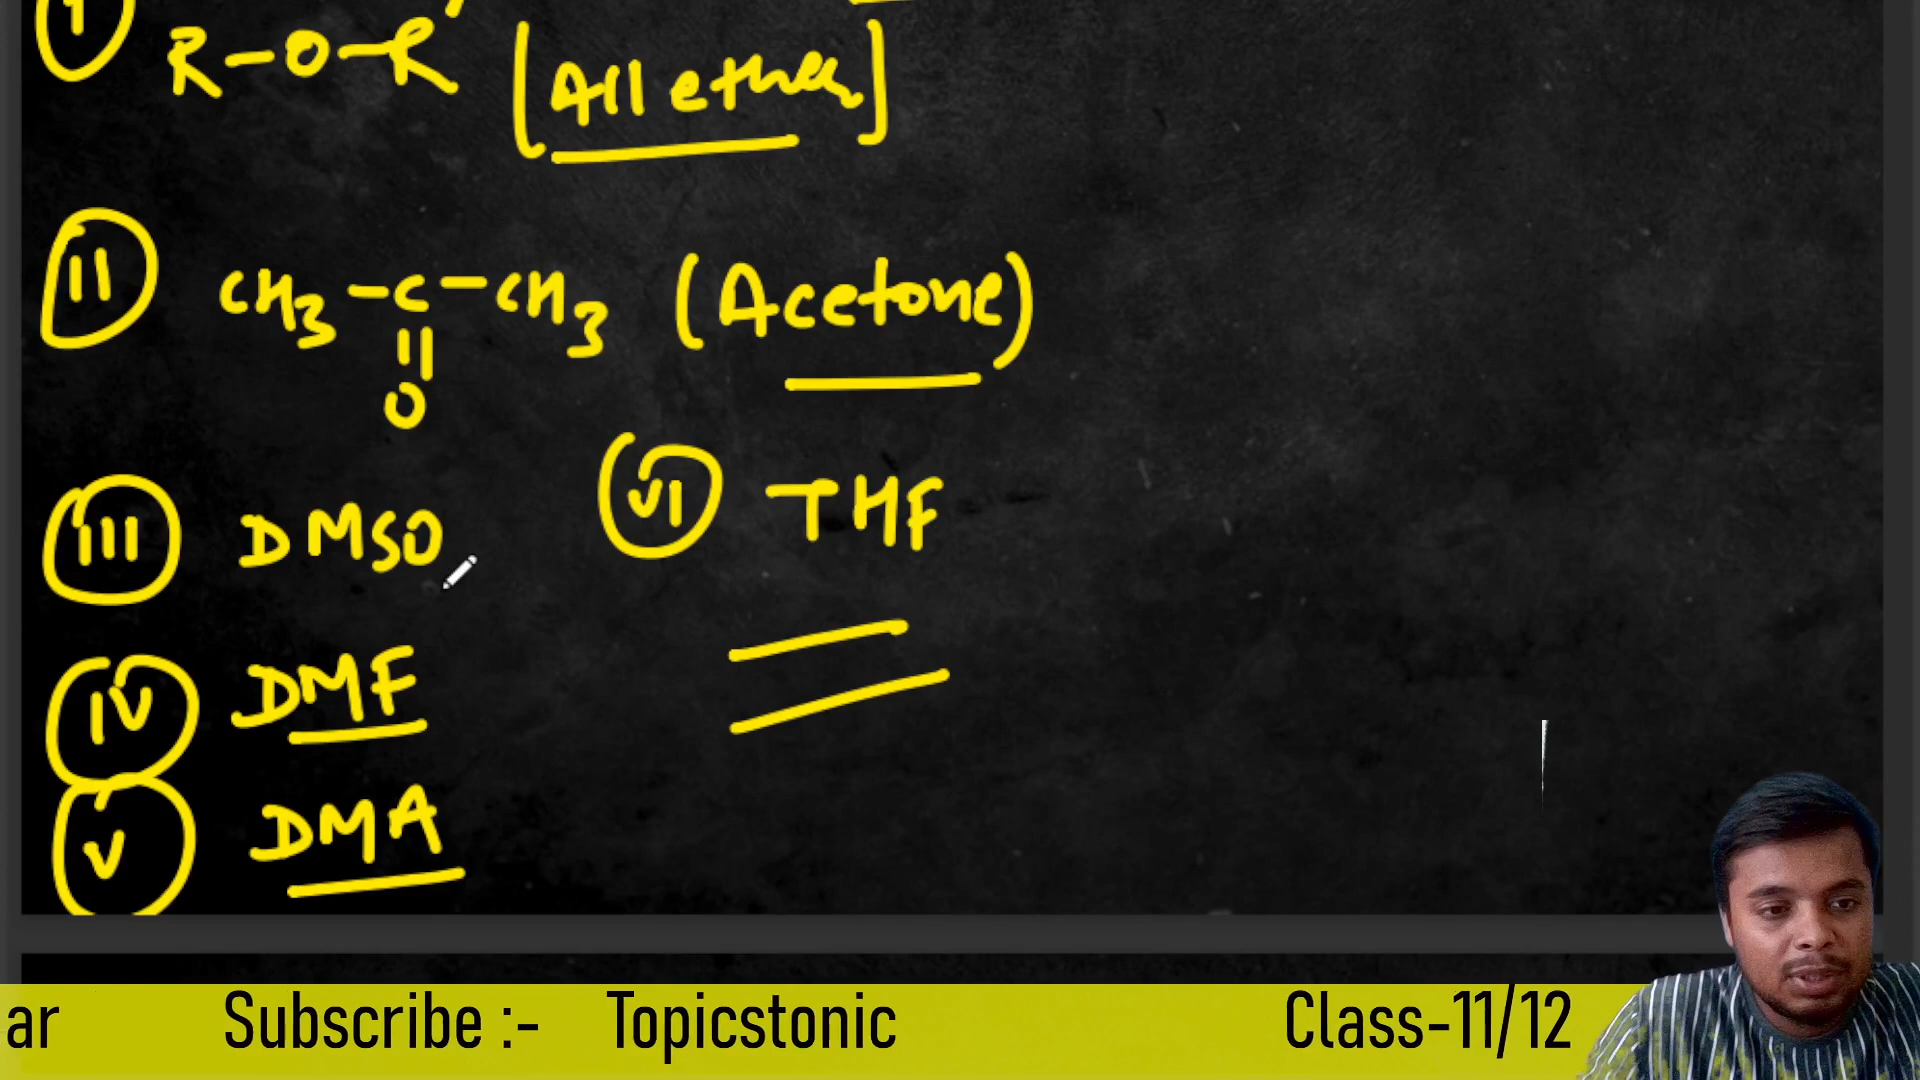 I R-O-R' [All ether]
II CH3-C-CH3 (Acetone)
||
O
III DMSO
VI THF
IV DMF
V DMA
ar Subscribe :- Topicstonic Class-11/12